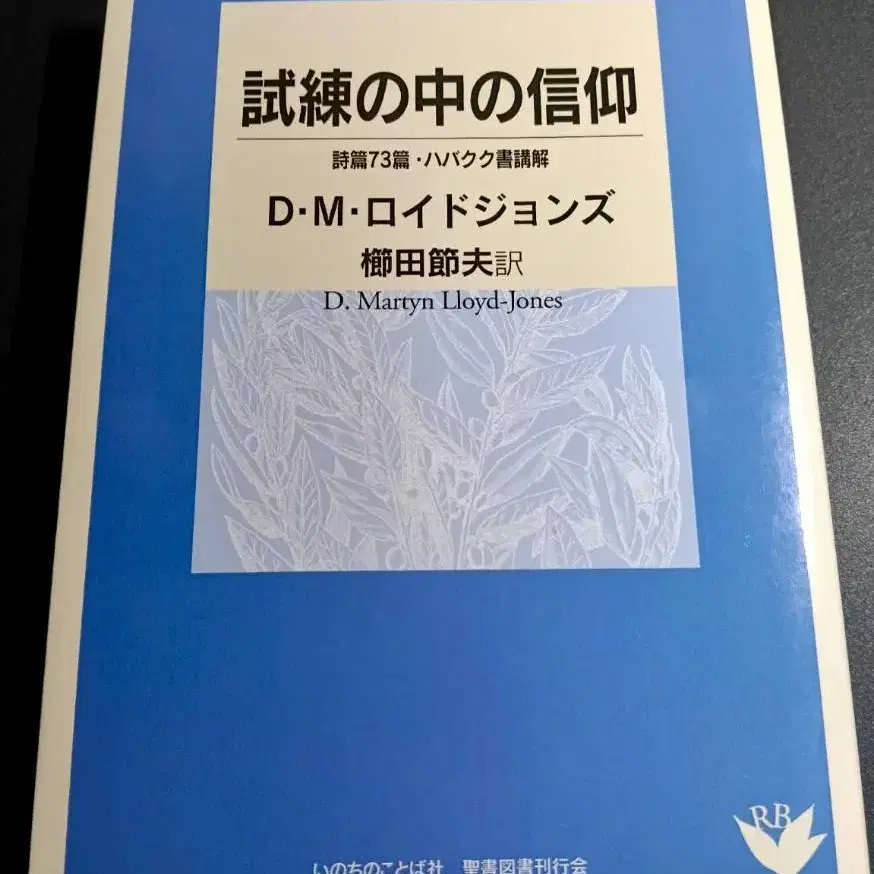 試練の中の信仰
詩篇73篇・ハバクク書講解
D・M・ロイドジョンズ
櫛田節夫訳
D. Martyn Lloyd-Jones
RB
いのちのことば社 聖書図書刊行会